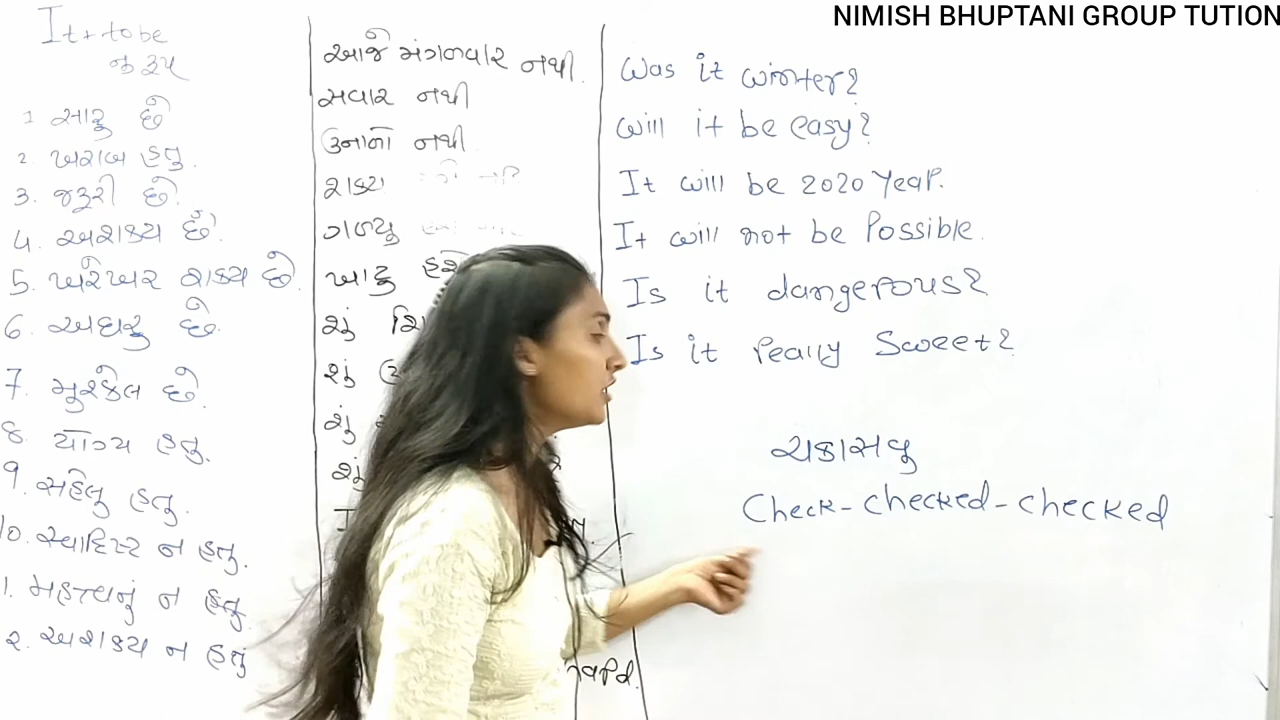 NIMISH BHUPTANI GROUP TUTION
It + to be
ના રૂપ
1 સારૂ છે
2. ખરાબ હતુ.
3. જરૂરી છે.
4. અશક્ય છે.
5. ખરેખર શક્ય છે.
6. અઘરૂ છે.
7. મુશ્કેલ છે.
8. યોગ્ય હતુ.
9. સહેલુ હતુ.
10. સ્વાદિસ્ટ ન હતુ.
1. મહત્વનું ન હતુ.
2. અશક્ય ન હતુ
આજે મંગળવાર નથી.
સવાર નથી
ઉનાળો નથી.
શક્ય
ગળ્યુ
ખાટુ હશે
શું
શું
શું
શું
Was it winter?
Will it be easy?
It will be 2020 Year.
It will not be Possible.
Is it dangerous?
Is it really Sweet?
ચકાસવુ
Check - checked - checked